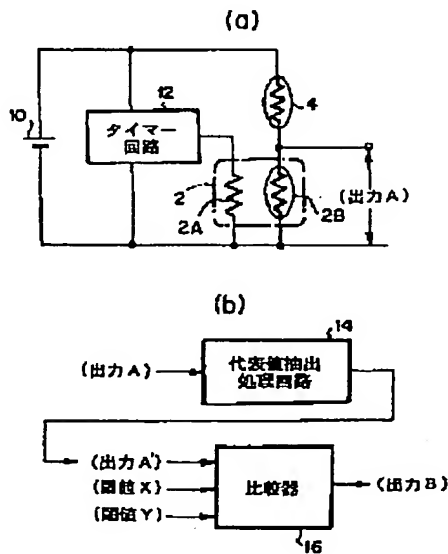 (a)
12
10
タイマー
回路
4
2
2A
2B
(出力A)
(b)
14
(出力A)
代表値抽出
処理回路
(出力A')
(閾値X)
(閾値Y)
比較器
(出力B)
16